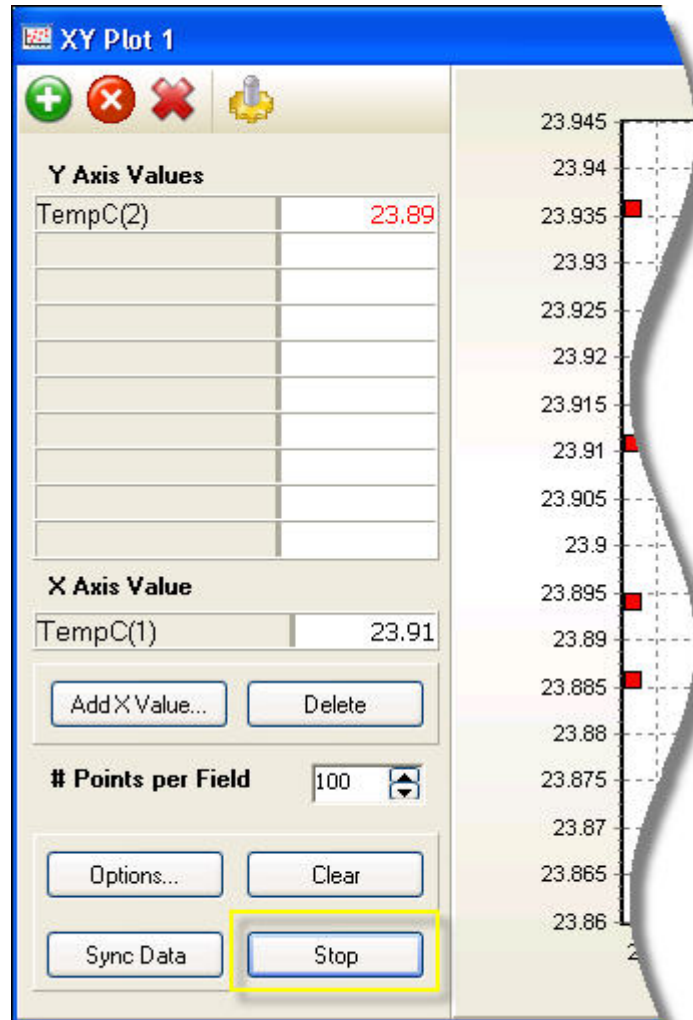 XY Plot 1
Y Axis Values
TempC(2) 23.89
X Axis Value
TempC(1) 23.91
Add X Value... Delete
# Points per Field 100
Options... Clear
Sync Data Stop
23.945
23.94
23.935
23.93
23.925
23.92
23.915
23.91
23.905
23.9
23.895
23.89
23.885
23.88
23.875
23.87
23.865
23.86
2